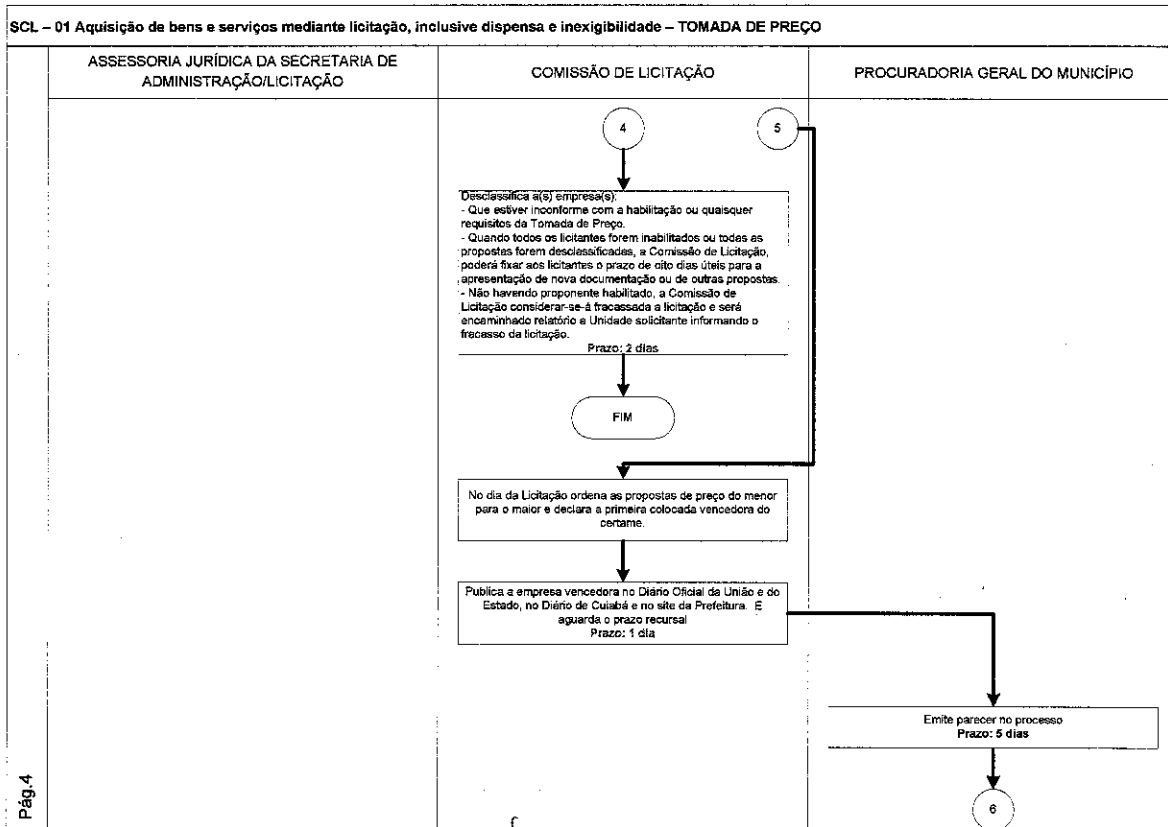 SCL – 01 Aquisição de bens e serviços mediante licitação, inclusive dispensa e inexigibilidade – TOMADA DE PREÇO
ASSESSORIA JURÍDICA DA SECRETARIA DE
ADMINISTRAÇÃO/LICITAÇÃO
COMISSÃO DE LICITAÇÃO
PROCURADORIA GERAL DO MUNICÍPIO
4
5
Desclassifica a(s) empresa(s):
- Que estiver inconforme com a habilitação ou quaisquer
requisitos da Tomada de Preço.
- Quando todos os licitantes forem inabilitados ou todas as
propostas forem desclassificadas, a Comissão de Licitação,
poderá fixar aos licitantes o prazo de oito dias úteis para a
apresentação de nova documentação ou de outras propostas.
- Não havendo proponente habilitado, a Comissão de
Licitação considerar-se-á fracassada a licitação e será
encaminhado relatório a Unidade solicitante informando o
fracasso da licitação.
Prazo: 2 dias
FIM
No dia da Licitação ordena as propostas de preço do menor
para o maior e declara a primeira colocada vencedora do
certame.
Publica a empresa vencedora no Diário Oficial da União e do
Estado, no Diário de Cuiabá e no site da Prefeitura. E
aguarda o prazo recursal
Prazo: 1 dia
Emite parecer no processo
Prazo: 5 dias
6
Pág.4